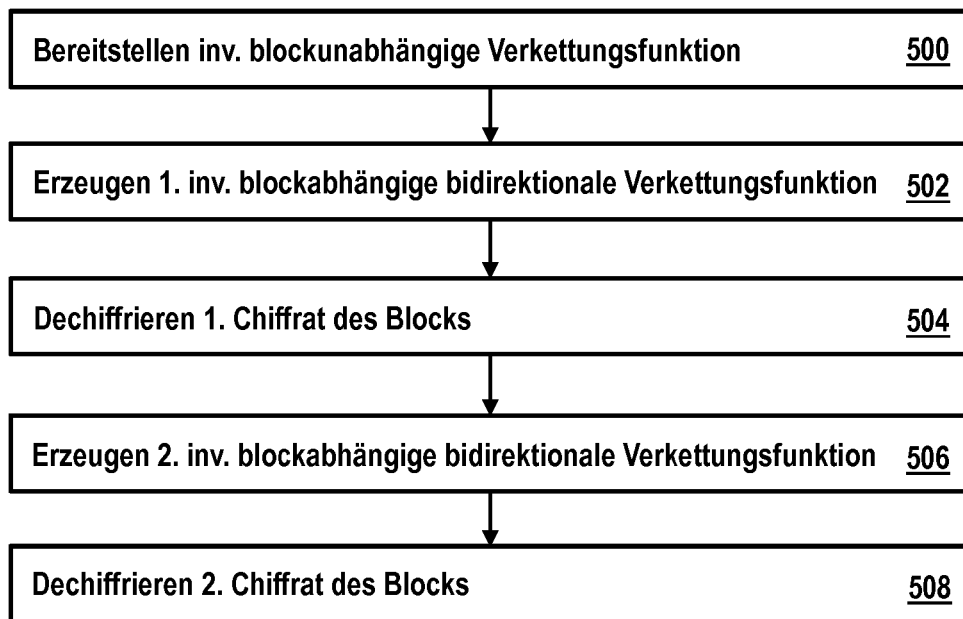 Bereitstellen inv. blockunabhängige Verkettungsfunktion 500
Erzeugen 1. inv. blockabhängige bidirektionale Verkettungsfunktion 502
Dechiffrieren 1. Chiffrat des Blocks 504
Erzeugen 2. inv. blockabhängige bidirektionale Verkettungsfunktion 506
Dechiffrieren 2. Chiffrat des Blocks 508